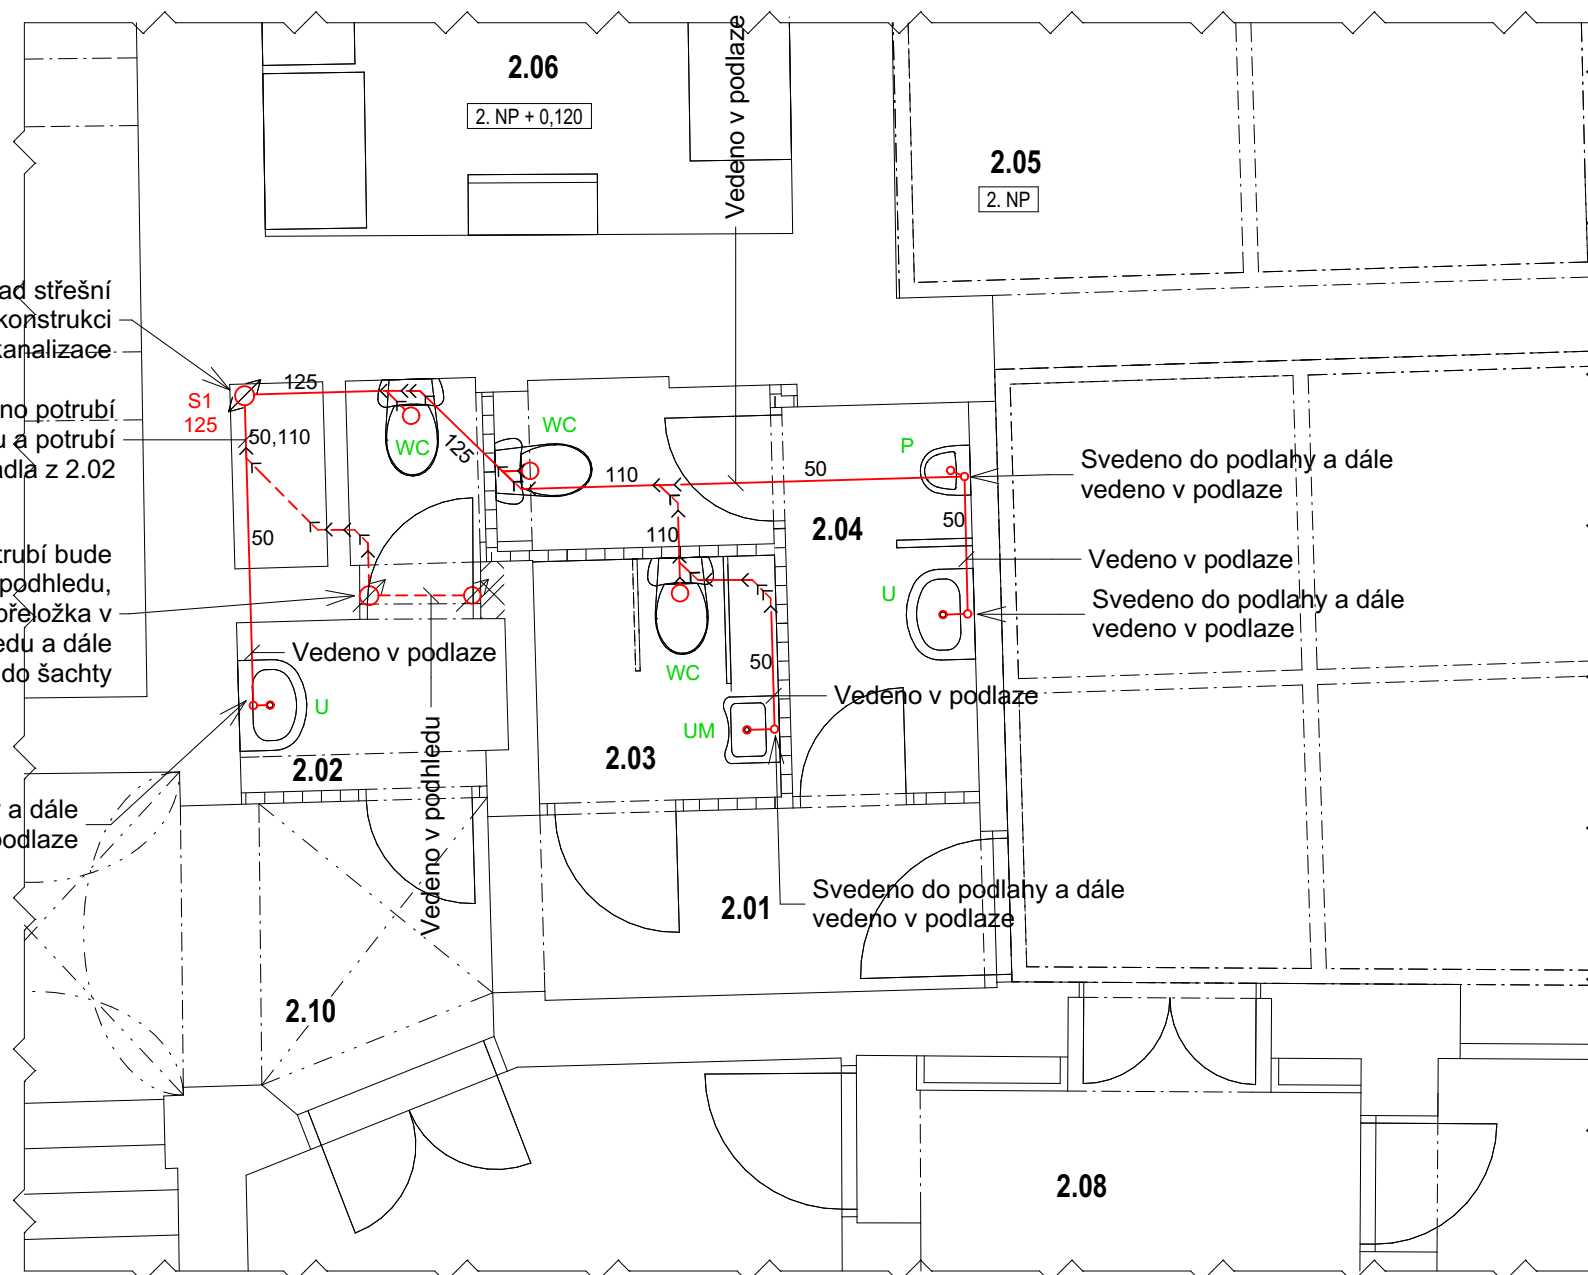 2.06
2. NP + 0,120
Vedeno v podlaze
2.05
2. NP
ad střešní
konstrukci
kanalizace
S1
125
125
no potrubí
u a potrubí
adla z 2.02
50,110
50
WC
125
WC
110
50
P
Svedeno do podlahy a dále
vedeno v podlaze
2.04
50
110
Vedeno v podlaze
U
Svedeno do podlahy a dále
vedeno v podlaze
trubí bude
podhledu,
přeložka v
edu a dále
do šachty
Vedeno v podlaze
U
WC
50
Vedeno v podlaze
UM
2.03
2.02
Vedeno v podhledu
a dále
podlaze
2.01
Svedeno do podlahy a dále
vedeno v podlaze
2.10
2.08